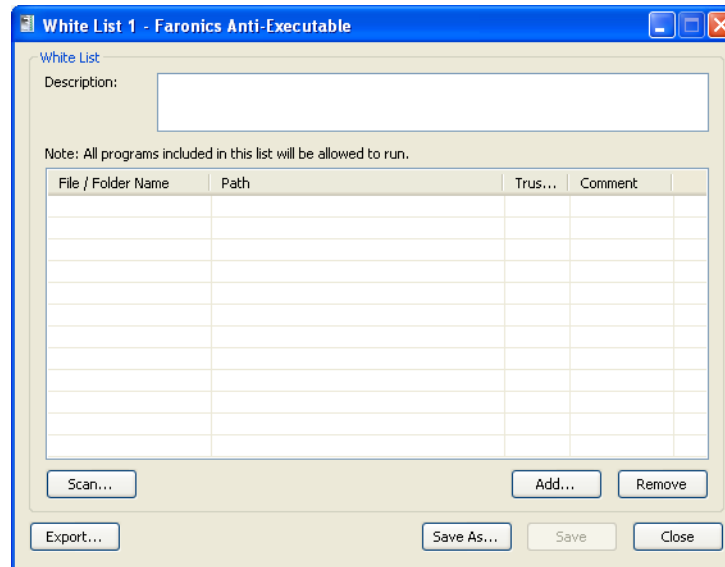 White List 1 - Faronics Anti-Executable
White List
Description:
Note: All programs included in this list will be allowed to run.
File / Folder Name Path Trus... Comment
Scan... Add... Remove
Export... Save As... Save Close